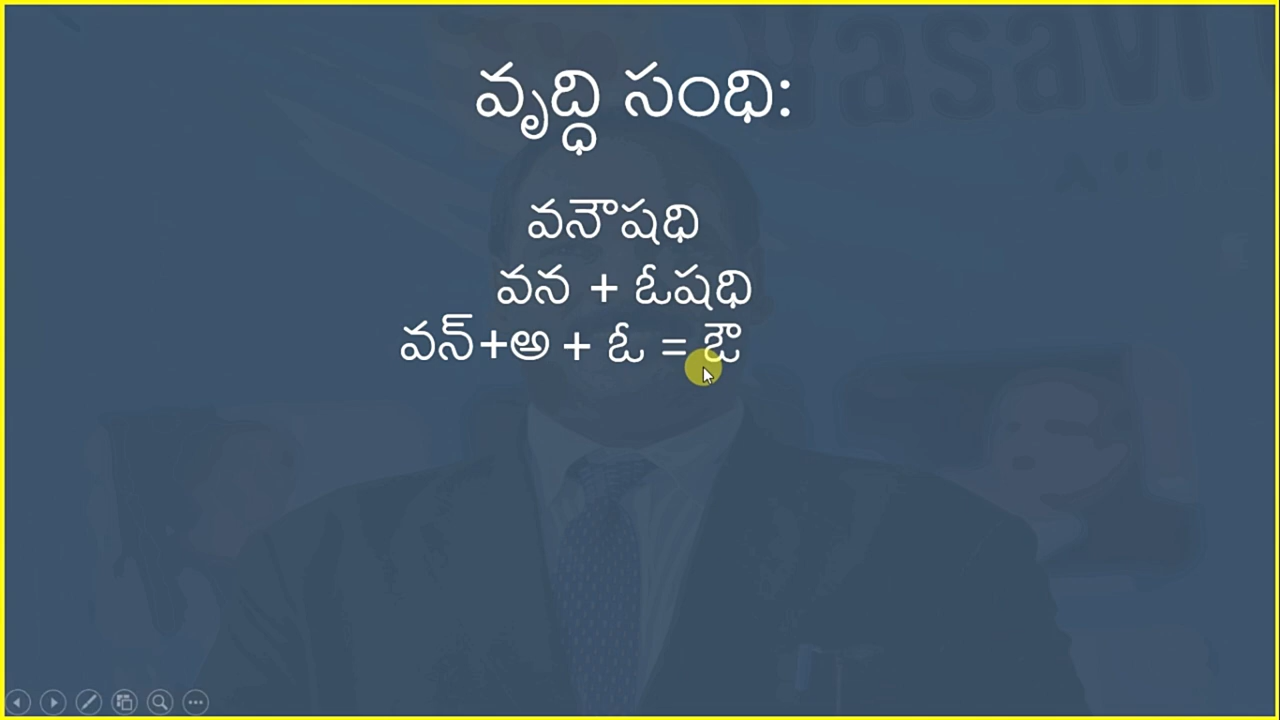 వృద్ధి సంధి:
వనౌషధి
వన + ఓషధి
వన్+అ + ఓ = ఔ